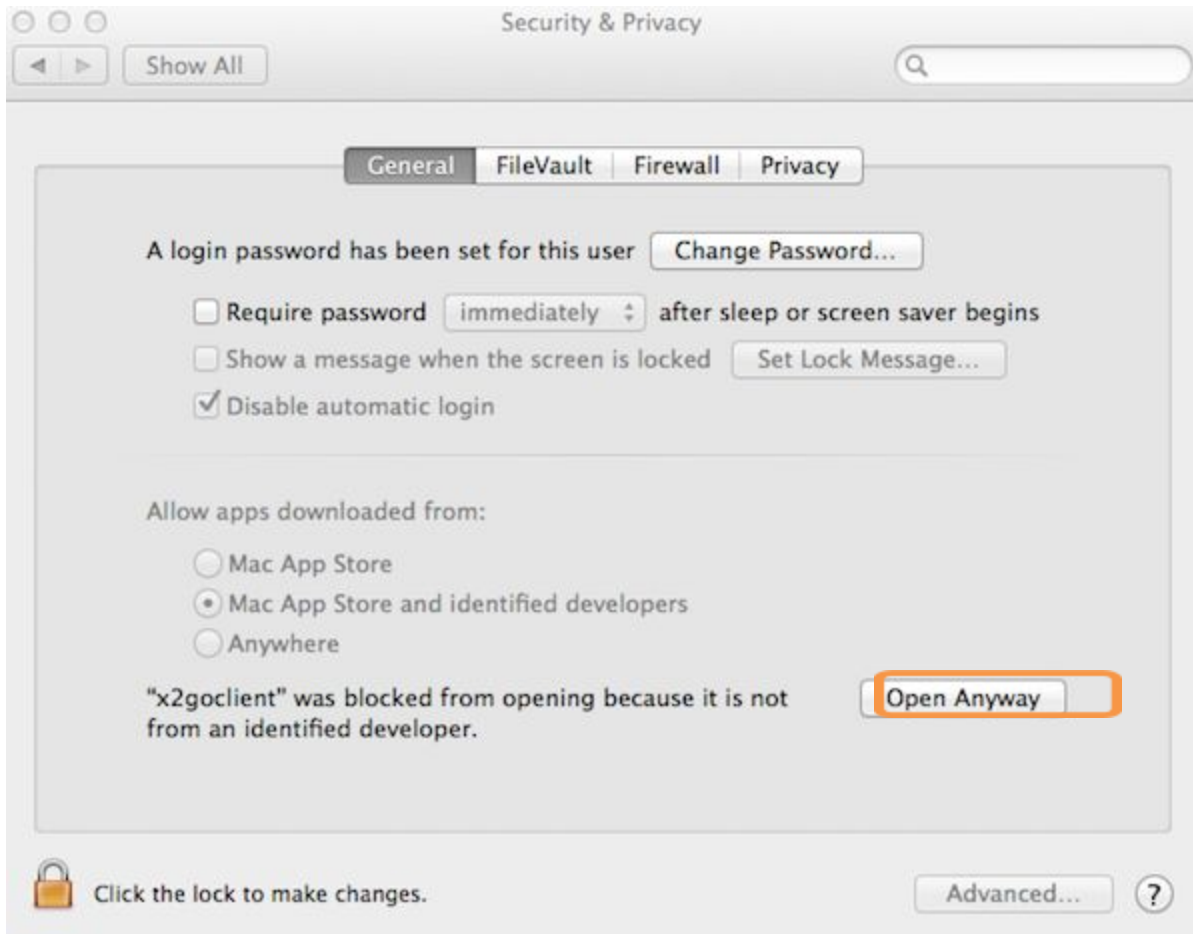 Security & Privacy
Show All
General FileVault Firewall Privacy
A login password has been set for this user Change Password...
Require password immediately after sleep or screen saver begins
Show a message when the screen is locked Set Lock Message...
Disable automatic login
Allow apps downloaded from:
Mac App Store
Mac App Store and identified developers
Anywhere
“x2goclient” was blocked from opening because it is not Open Anyway
from an identified developer.
Click the lock to make changes. Advanced... ?